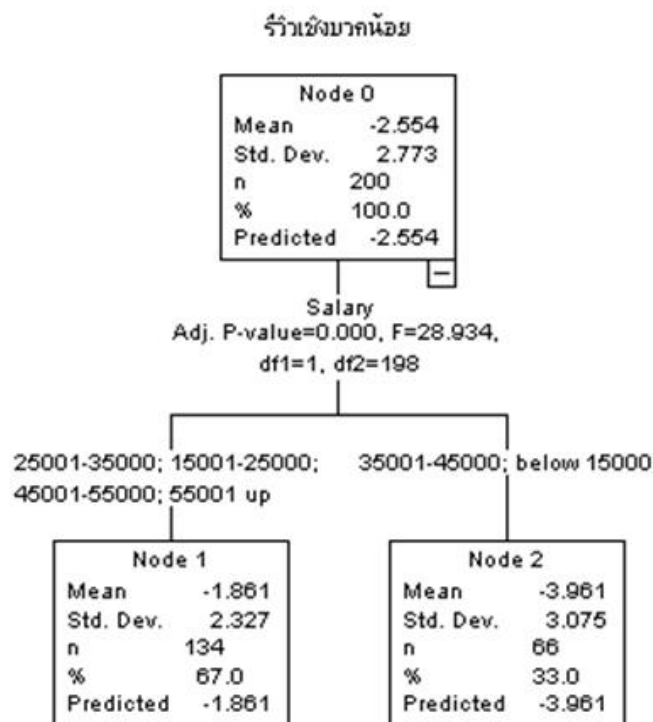 รีวิวเชิงบวกน้อย
Node 0
Mean -2.554
Std. Dev. 2.773
n 200
% 100.0
Predicted -2.554
Salary
Adj. P-value=0.000, F=28.934,
df1=1, df2=198
25001-35000; 15001-25000;
45001-55000; 55001 up
35001-45000; below 15000
Node 1
Mean -1.861
Std. Dev. 2.327
n 134
% 67.0
Predicted -1.861
Node 2
Mean -3.961
Std. Dev. 3.075
n 66
% 33.0
Predicted -3.961